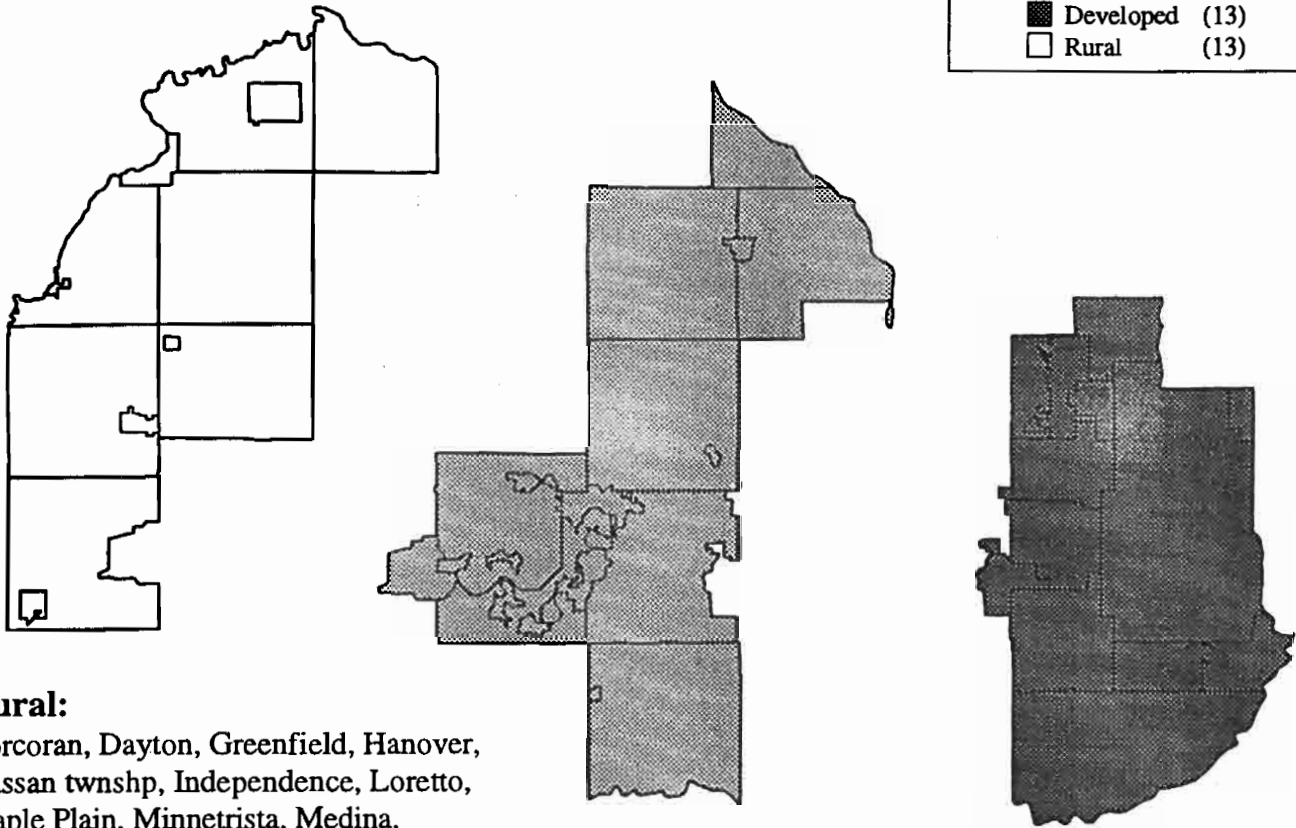 Developed (13)
Rural (13)
ural:
orcoran, Dayton, Greenfield, Hanover,
assan twnshp, Independence, Loretto,
aple Plain, Minnetrista, Medina,